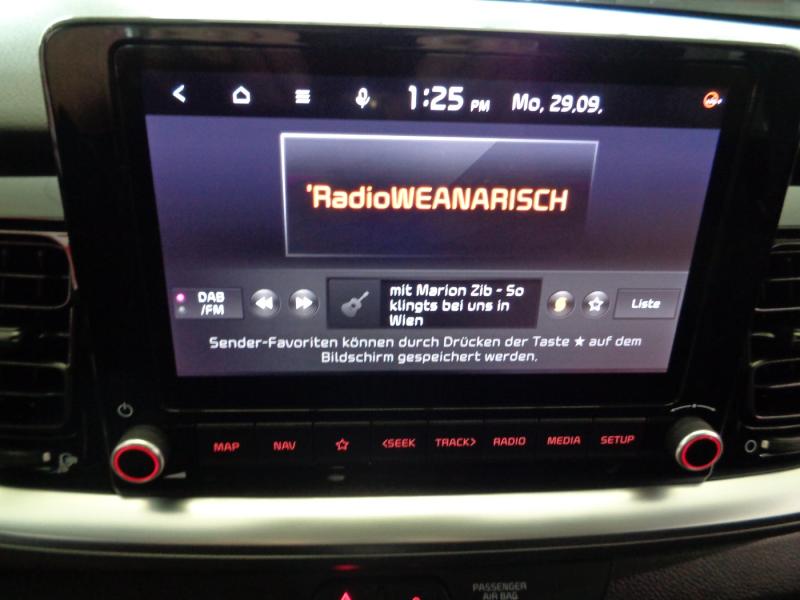 1:25 PM Mo, 29.09.
'RadioWEANARISCH
DAB
/FM
mit Marion Zib - So
klingts bei uns in
Wien
Liste
Sender-Favoriten können durch Drücken der Taste ★ auf dem
Bildschirm gespeichert werden.
MAP NAV ☆ <SEEK TRACK> RADIO MEDIA SETUP
PASSENGER
AIR BAG